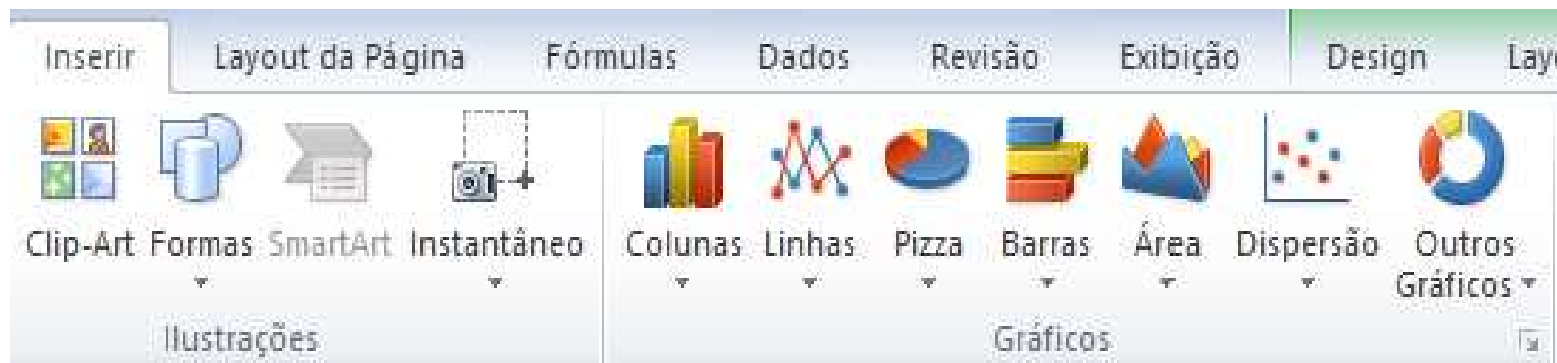 Inserir Layout da Página Fórmulas Dados Revisão Exibição Design Layo
Clip-Art Formas SmartArt Instantâneo Colunas Linhas Pizza Barras Área Dispersão Outros
Gráficos
Ilustrações Gráficos